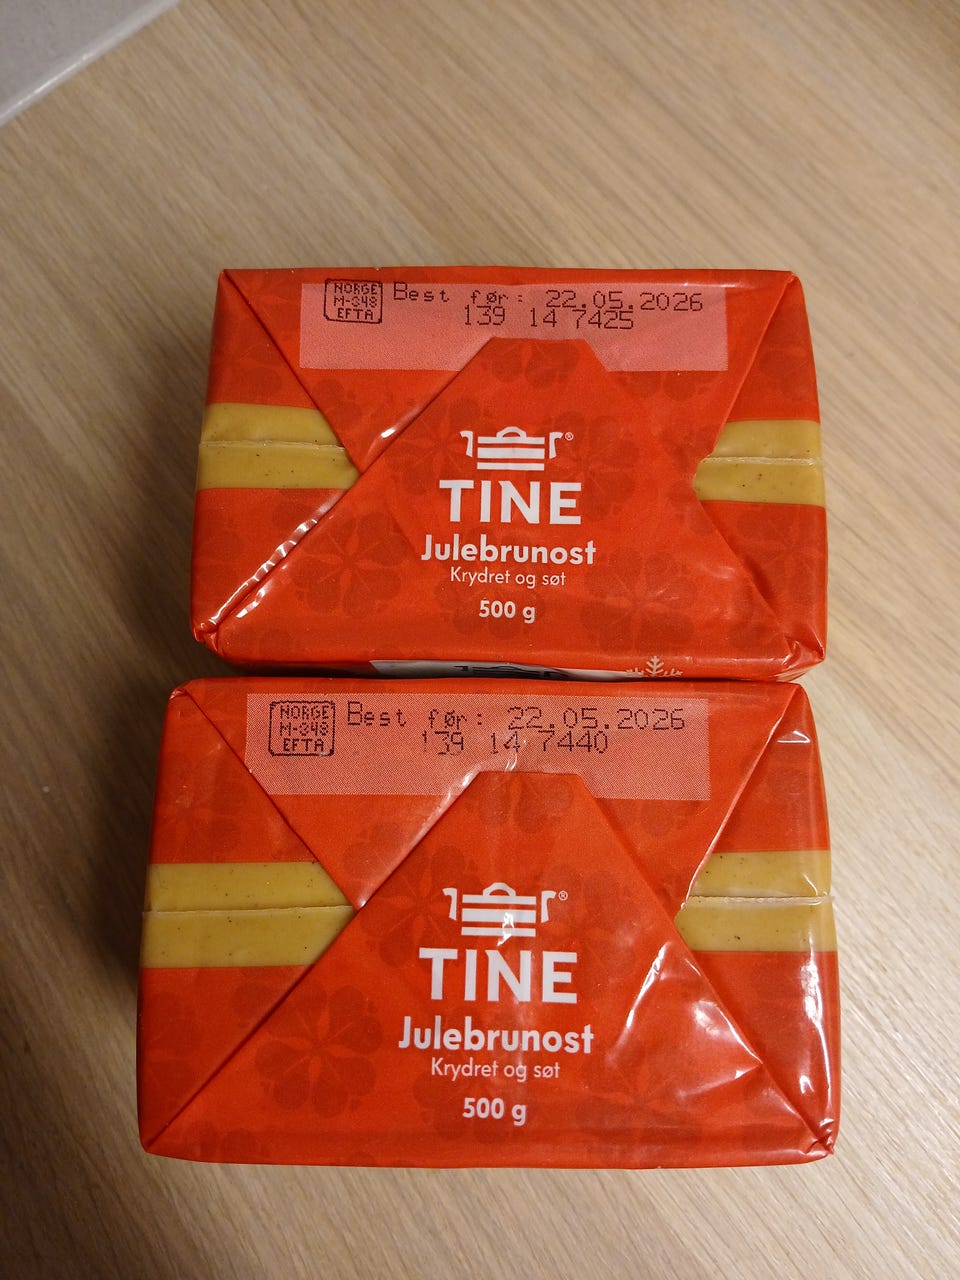 NORGE
M-348
EFTA
Best før: 22.05.2026
139 14 7425
®
TINE
Julebrunost
Krydret og søt
500 g
NORGE
M-348
EFTA
Best før: 22.05.2026
139 14 7440
®
TINE
Julebrunost
Krydret og søt
500 g